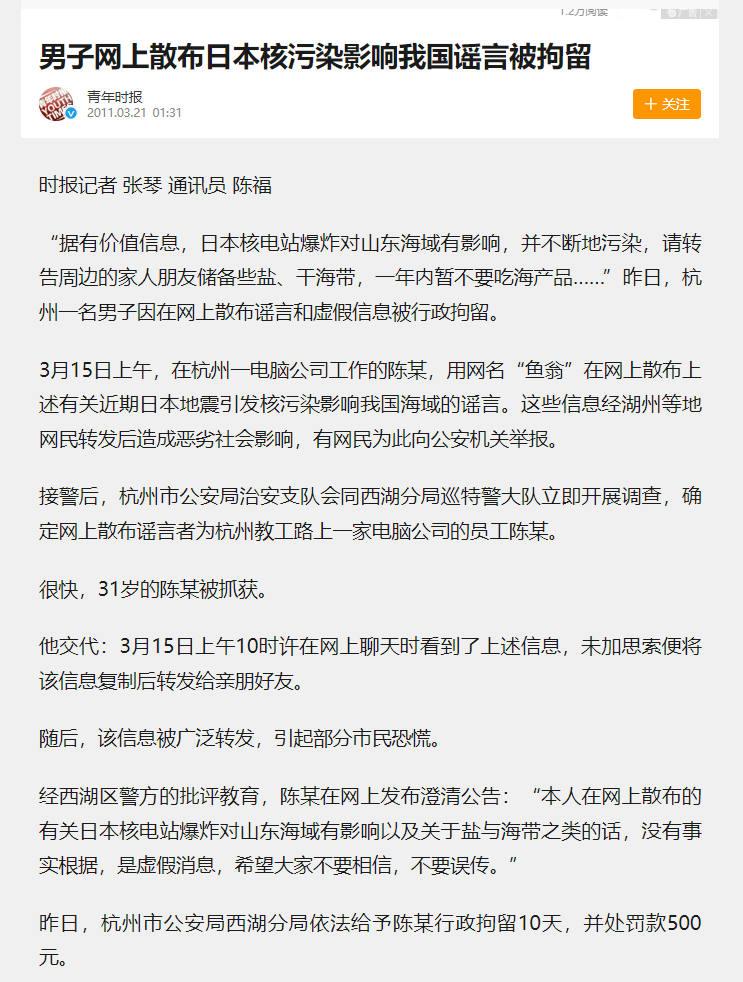 1.2万阅读
广告
男子网上散布日本核污染影响我国谣言被拘留
青年时报
2011.03.21 01:31
+ 关注
时报记者 张琴 通讯员 陈福
“据有价值信息，日本核电站爆炸对山东海域有影响，并不断地污染，请转
告周边的家人朋友储备些盐、干海带，一年内暂不要吃海产品......”昨日，杭
州一名男子因在网上散布谣言和虚假信息被行政拘留。
3月15日上午，在杭州一电脑公司工作的陈某，用网名“鱼翁”在网上散布上
述有关近期日本地震引发核污染影响我国海域的谣言。这些信息经湖州等地
网民转发后造成恶劣社会影响，有网民为此向公安机关举报。
接警后，杭州市公安局治安支队会同西湖分局巡特警大队立即开展调查，确
定网上散布谣言者为杭州教工路上一家电脑公司的员工陈某。
很快，31岁的陈某被抓获。
他交代：3月15日上午10时许在网上聊天时看到了上述信息，未加思索便将
该信息复制后转发给亲朋好友。
随后，该信息被广泛转发，引起部分市民恐慌。
经西湖区警方的批评教育，陈某在网上发布澄清公告：“本人在网上散布的
有关日本核电站爆炸对山东海域有影响以及关于盐与海带之类的话，没有事
实根据，是虚假消息，希望大家不要相信，不要误传。”
昨日，杭州市公安局西湖分局依法给予陈某行政拘留10天，并处罚款500
元。